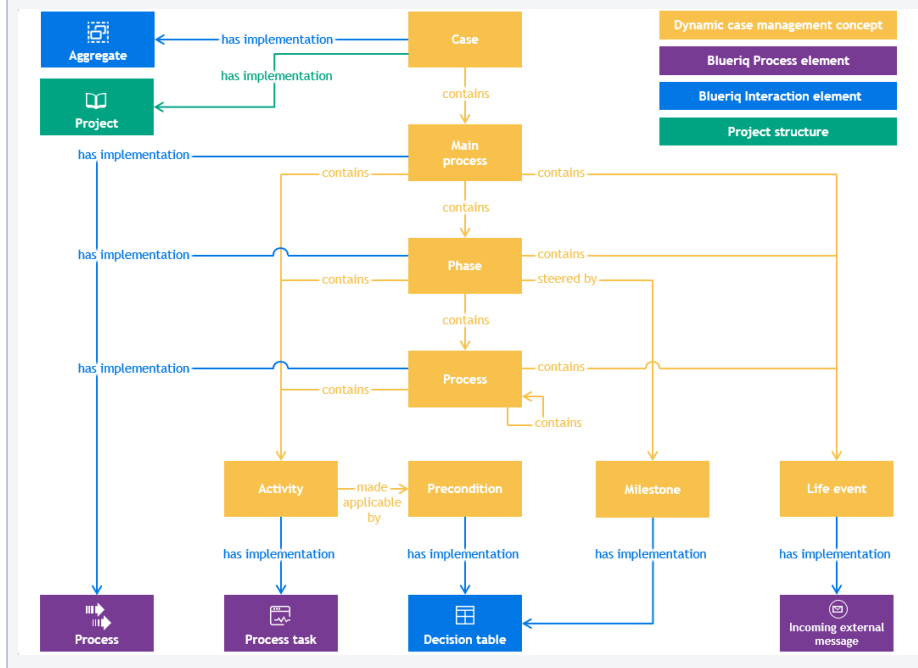 Aggregate
has implementation
Case
Dynamic case management concept
has implementation
Blueriq Process element
contains
Blueriq Interaction element
Project
Project structure
has implementation
Main
process
contains
contains
contains
has implementation
Phase
contains
contains
steered by
contains
has implementation
Process
contains
contains
contains
Activity
made
applicable
by
Precondition
Milestone
Life event
has implementation
has implementation
has implementation
has implementation
Process
Process task
Decision table
Incoming external
message